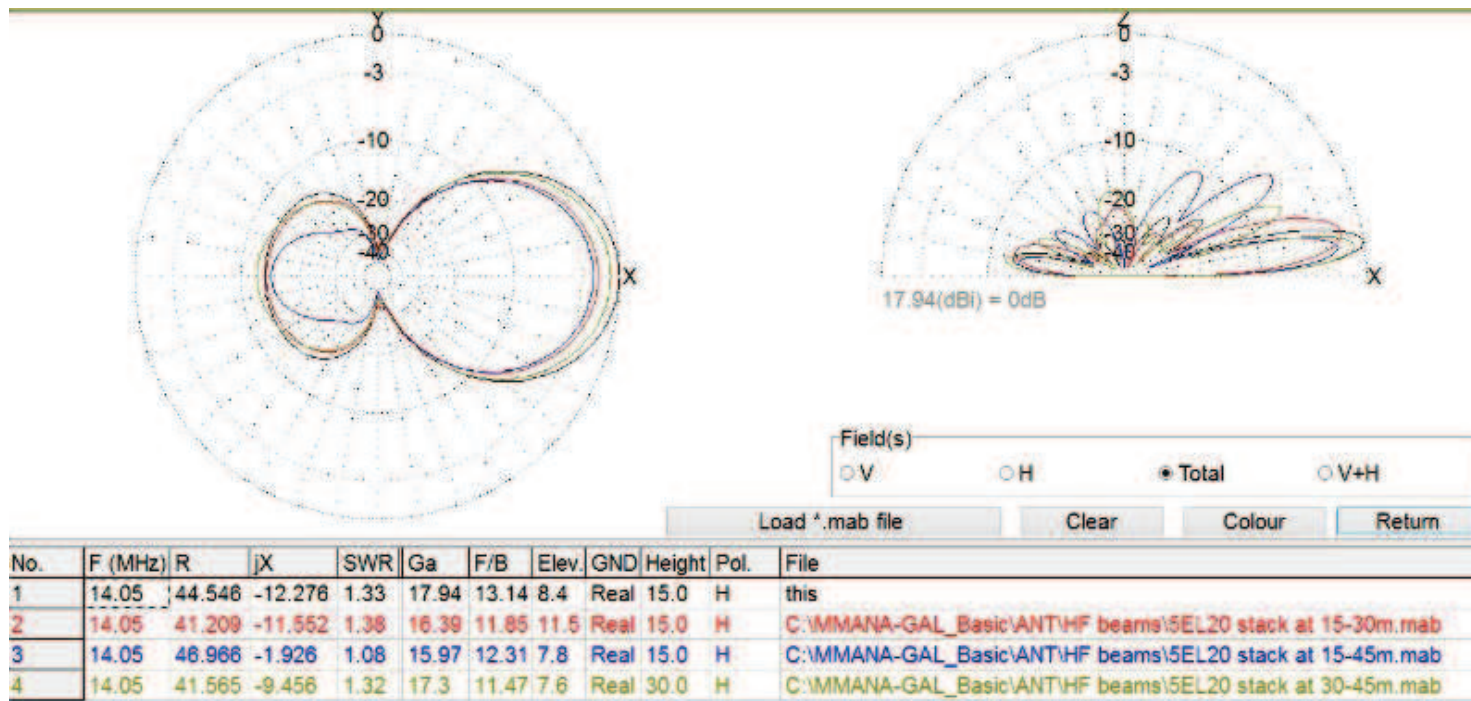 Y
0
-3
-10
-20
-30
-40
X
Z
0
-3
-10
-20
-30
-40
X
17.94(dBi) = 0dB
Field(s)
V H Total V+H
Load *.mab file Clear Colour Return
No. F (MHz) R jX SWR Ga F/B Elev. GND Height Pol. File
1 14.05 44.546 -12.276 1.33 17.94 13.14 8.4 Real 15.0 H this
2 14.05 41.209 -11.552 1.38 16.39 11.85 11.5 Real 15.0 H C:\MMANA-GAL_Basic\ANT\HF beams\5EL20 stack at 15-30m.mab
3 14.05 46.966 -1.926 1.08 15.97 12.31 7.8 Real 15.0 H C:\MMANA-GAL_Basic\ANT\HF beams\5EL20 stack at 15-45m.mab
4 14.05 41.565 -9.456 1.32 17.3 11.47 7.6 Real 30.0 H C:\MMANA-GAL_Basic\ANT\HF beams\5EL20 stack at 30-45m.mab